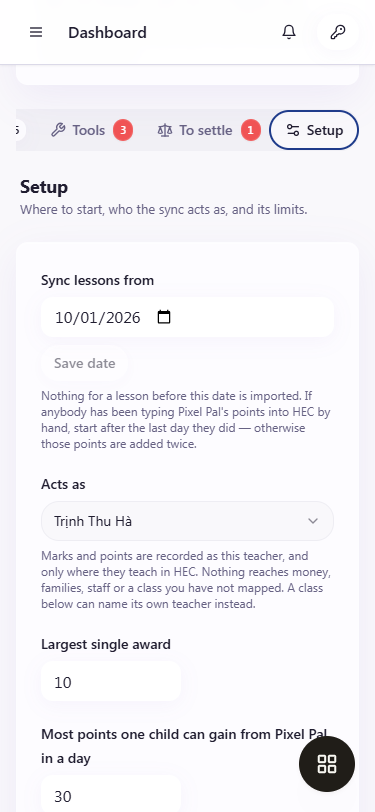 Dashboard
5
Tools 3
To settle 1
Setup
Setup
Where to start, who the sync acts as, and its limits.
Sync lessons from
10/01/2026
Save date
Nothing for a lesson before this date is imported. If
anybody has been typing Pixel Pal's points into HEC by
hand, start after the last day they did — otherwise
those points are added twice.
Acts as
Trịnh Thu Hà
Marks and points are recorded as this teacher, and
only where they teach in HEC. Nothing reaches money,
families, staff or a class you have not mapped. A class
below can name its own teacher instead.
Largest single award
10
Most points one child can gain from Pixel Pal
in a day
30